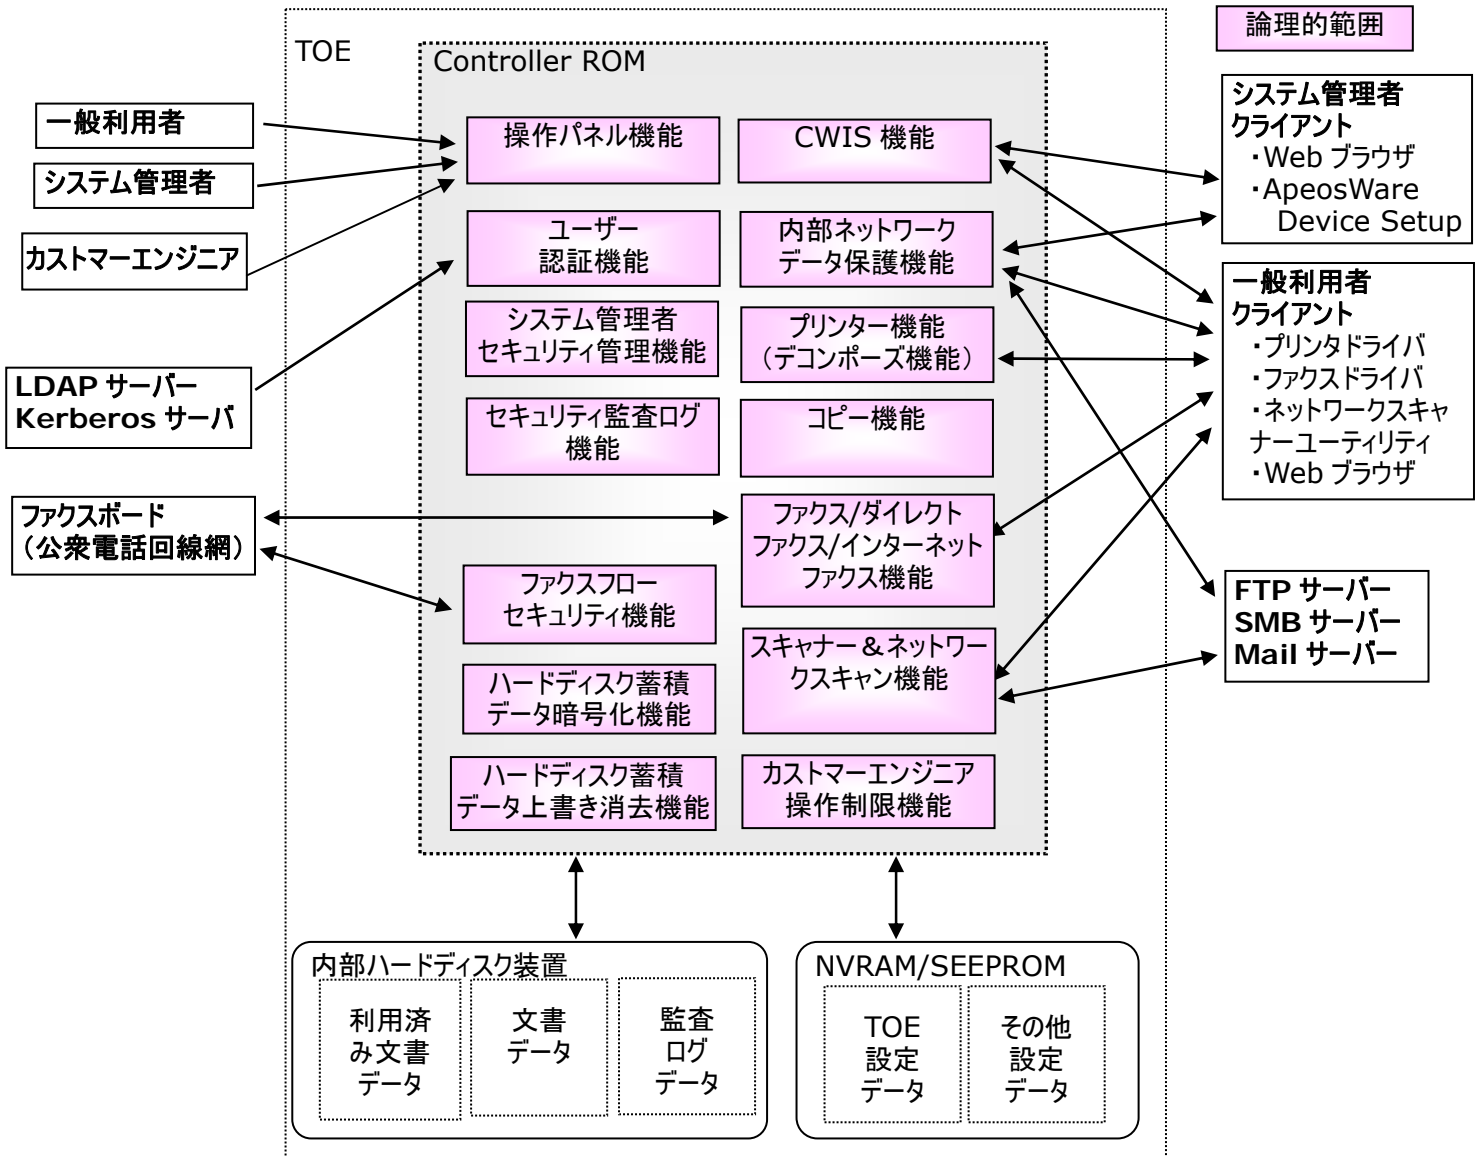 論理的範囲
TOE
Controller ROM
一般利用者
システム管理者
カストマーエンジニア
LDAP サーバー
Kerberos サーバ
ファクスボード
（公衆電話回線網）
操作パネル機能
ユーザー
認証機能
システム管理者
セキュリティ管理機能
セキュリティ監査ログ
機能
ファクスフロー
セキュリティ機能
ハードディスク蓄積
データ暗号化機能
ハードディスク蓄積
データ上書き消去機能
CWIS 機能
内部ネットワーク
データ保護機能
プリンター機能
（デコンポーズ機能）
コピー機能
ファクス/ダイレクト
ファクス/インターネット
ファクス機能
スキャナー＆ネットワー
クスキャン機能
カストマーエンジニア
操作制限機能
システム管理者
クライアント
・Web ブラウザ
・ApeosWare
Device Setup
一般利用者
クライアント
・プリンタドライバ
・ファクスドライバ
・ネットワークスキャ
ナーユーティリティ
・Web ブラウザ
FTP サーバー
SMB サーバー
Mail サーバー
内部ハードディスク装置
利用済
み文書
データ
文書
データ
監査
ログ
データ
NVRAM/SEEPROM
TOE
設定
データ
その他
設定
データ